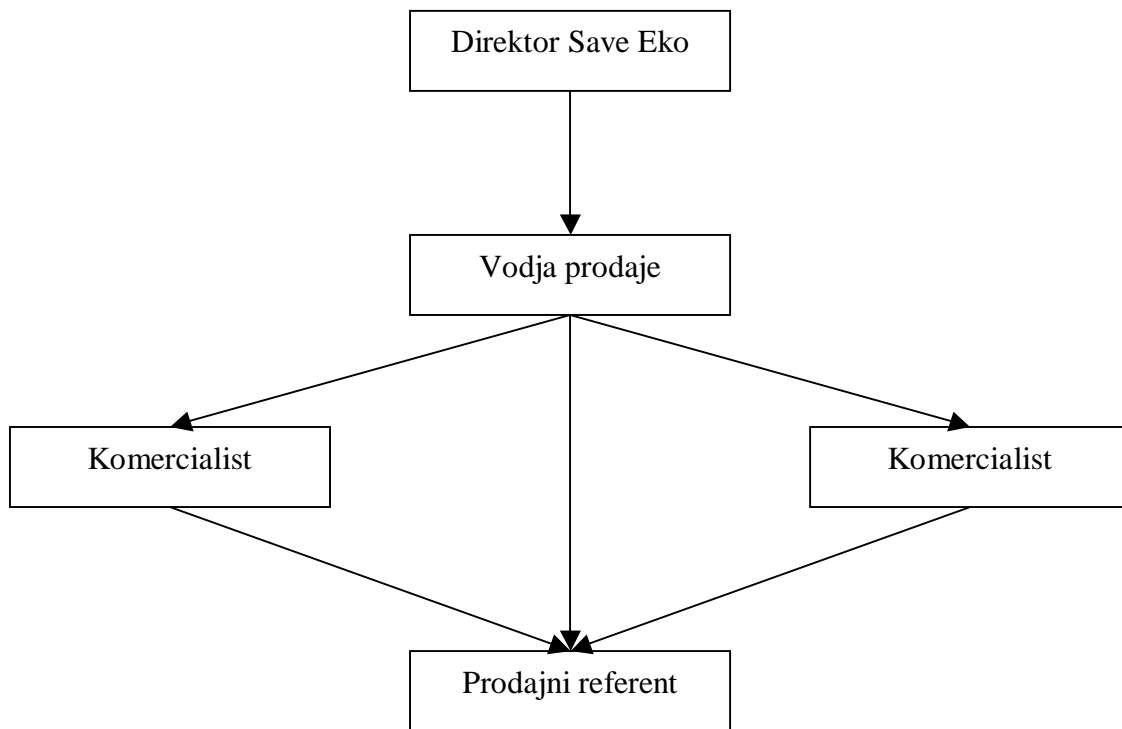 Direktor Save Eko
Vodja prodaje
Komercialist
Komercialist
Prodajni referent